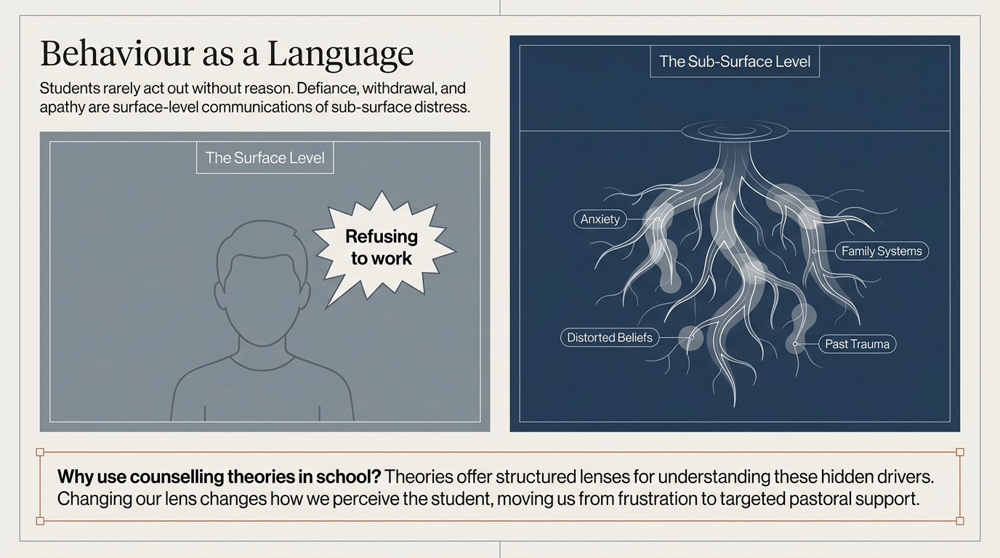 Behaviour as a Language
Students rarely act out without reason. Defiance, withdrawal, and
apathy are surface-level communications of sub-surface distress.
The Surface Level
Refusing
to work
The Sub-Surface Level
Anxiety
Family Systems
Distorted Beliefs
Past Trauma
Why use counselling theories in school? Theories offer structured lenses for understanding these hidden drivers.
Changing our lens changes how we perceive the student, moving us from frustration to targeted pastoral support.